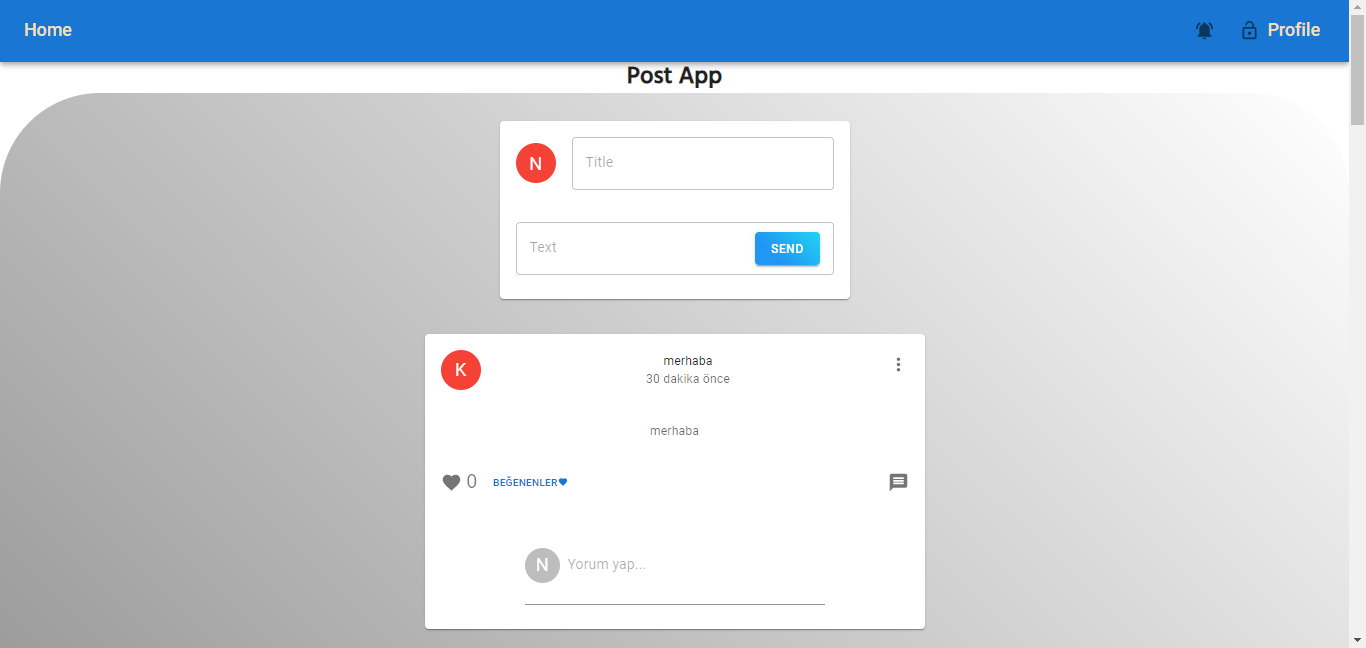 Home
Profile
Post App
N
Title
Text
SEND
K
merhaba
30 dakika önce
merhaba
0
BEĞENENLER
N
Yorum yap...